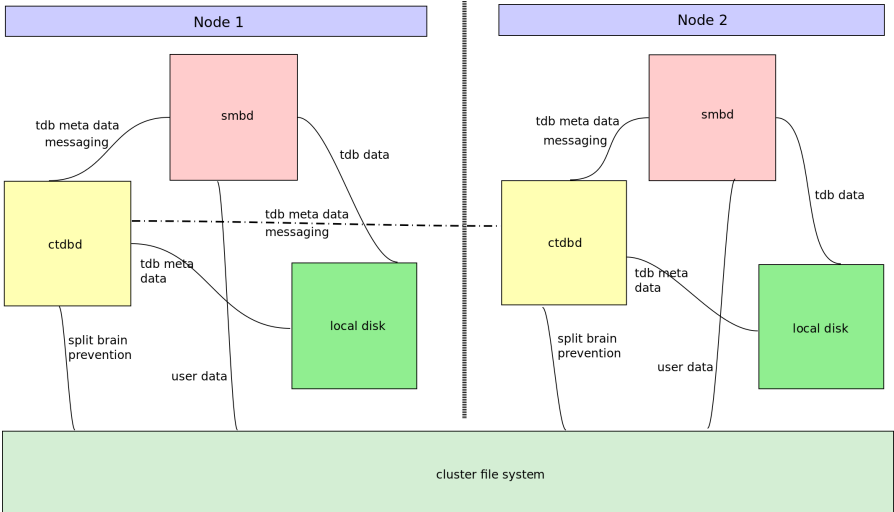 Node 1
Node 2
smbd
smbd
tdb meta data
messaging
tdb data
tdb meta data
messaging
tdb data
ctdbd
tdb meta data
messaging
ctdbd
tdb meta
data
tdb meta
data
local disk
local disk
split brain
prevention
user data
split brain
prevention
user data
cluster file system